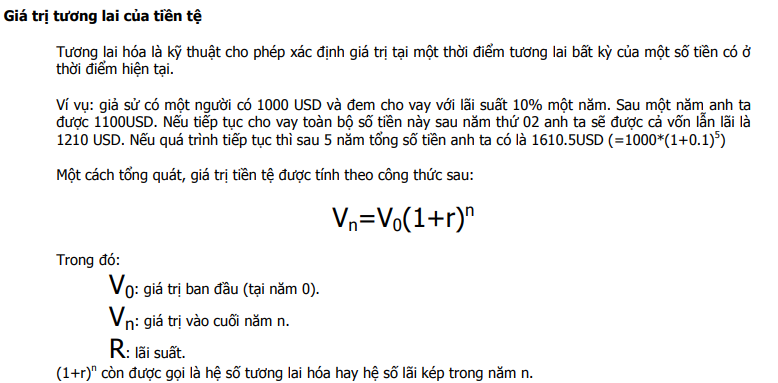 Giá trị tương lai của tiền tệ
Tương lai hóa là kỹ thuật cho phép xác định giá trị tại một thời điểm tương lai bất kỳ của một số tiền có ở
thời điểm hiện tại.
Ví vụ: giả sử có một người có 1000 USD và đem cho vay với lãi suất 10% một năm. Sau một năm anh ta
được 1100USD. Nếu tiếp tục cho vay toàn bộ số tiền này sau năm thứ 02 anh ta sẽ được cả vốn lẫn lãi là
1210 USD. Nếu quá trình tiếp tục thì sau 5 năm tổng số tiền anh ta có là 1610.5USD (=1000*(1+0.1)⁵)
Một cách tổng quát, giá trị tiền tệ được tính theo công thức sau:
Vₙ=V₀(1+r)ⁿ
Trong đó:
V₀: giá trị ban đầu (tại năm 0).
Vₙ: giá trị vào cuối năm n.
R: lãi suất.
(1+r)ⁿ còn được gọi là hệ số tương lai hóa hay hệ số lãi kép trong năm n.